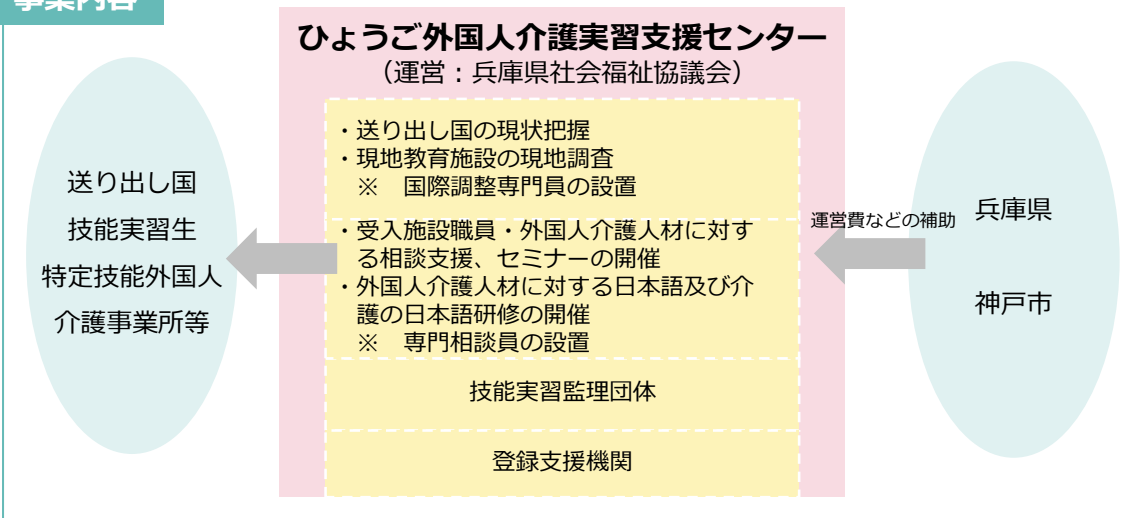 事業内容
ひょうご外国人介護実習支援センター
（運営：兵庫県社会福祉協議会）
・送り出し国の現状把握
・現地教育施設の現地調査
※　国際調整専門員の設置
・受入施設職員・外国人介護人材に対す
る相談支援、セミナーの開催
・外国人介護人材に対する日本語及び介
護の日本語研修の開催
※　専門相談員の設置
技能実習監理団体
登録支援機関
送り出し国
技能実習生
特定技能外国人
介護事業所等
運営費などの補助
兵庫県
神戸市